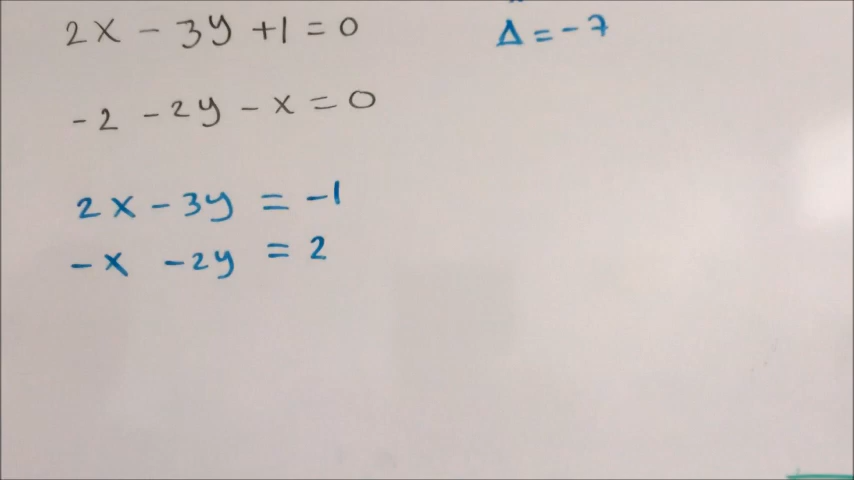 2x - 3y + 1 = 0
Δ = - 7
- 2 - 2y - x = 0
2x - 3y = -1
- x - 2y = 2